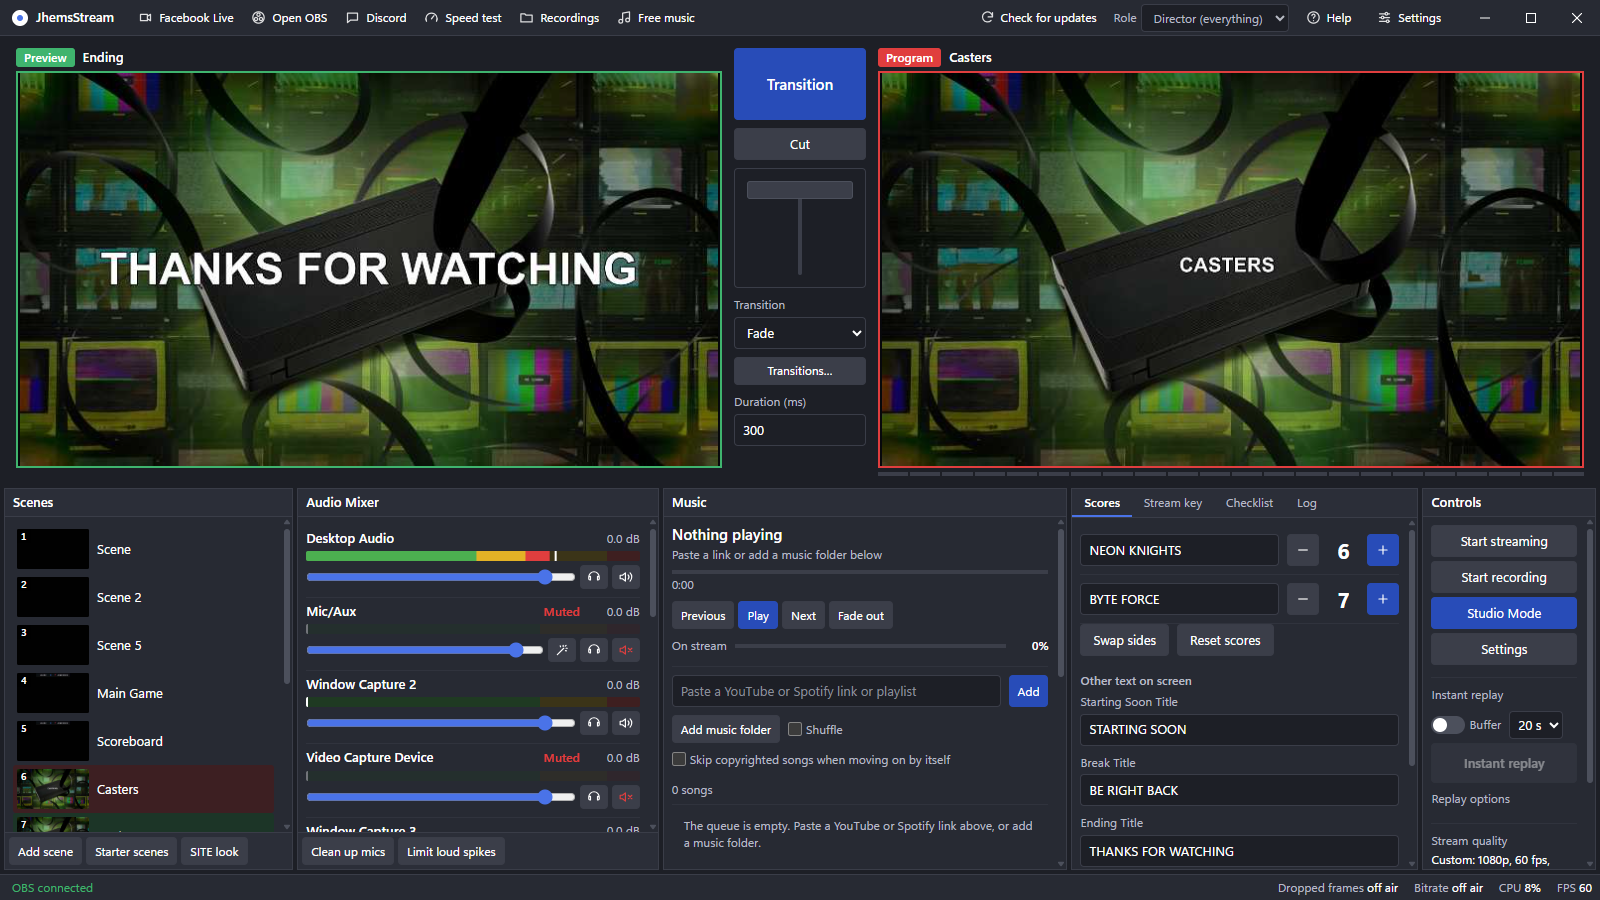 JhemsStream
Facebook Live
Open OBS
Discord
Speed test
Recordings
Free music
Check for updates
Role
Director (everything)
Help
Settings
Preview
Ending
THANKS FOR WATCHING
Transition
Cut
Transition
Fade
Transitions...
Duration (ms)
300
Program
Casters
CASTERS
Scenes
1
Scene
2
Scene 2
3
Scene 5
4
Main Game
5
Scoreboard
6
Casters
7
Add scene
Starter scenes
SITE look
Audio Mixer
Desktop Audio
0.0 dB
Mic/Aux
Muted
0.0 dB
Window Capture 2
0.0 dB
Video Capture Device
Muted
0.0 dB
Window Capture 3
0.0 dB
Clean up mics
Limit loud spikes
Music
Nothing playing
Paste a link or add a music folder below
0:00
Previous
Play
Next
Fade out
On stream
0%
Paste a YouTube or Spotify link or playlist
Add
Add music folder
Shuffle
Skip copyrighted songs when moving on by itself
0 songs
The queue is empty. Paste a YouTube or Spotify link above, or add
a music folder.
Scores
Stream key
Checklist
Log
NEON KNIGHTS
6
BYTE FORCE
7
Swap sides
Reset scores
Other text on screen
Starting Soon Title
STARTING SOON
Break Title
BE RIGHT BACK
Ending Title
THANKS FOR WATCHING
Controls
Start streaming
Start recording
Studio Mode
Settings
Instant replay
Buffer
20 s
Instant replay
Replay options
Stream quality
Custom: 1080p, 60 fps,
OBS connected
Dropped frames off air
Bitrate off air
CPU 8%
FPS 60